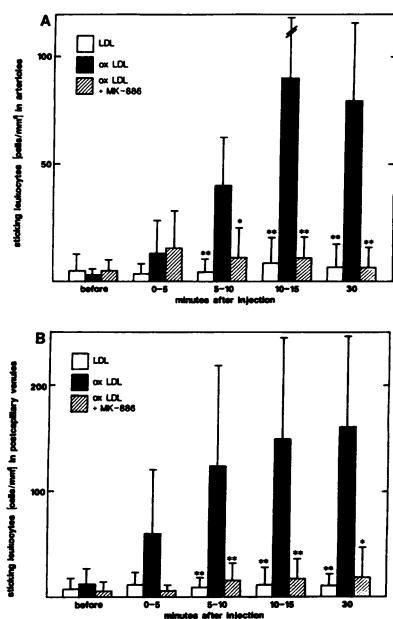 A
LDL
ox LDL
ox LDL
+ MK-886
sticking leukocytes [cells/mm²] in arterioles
100
50
** * ** ** ** **
before 0-5 5-10 10-15 30
minutes after injection
B
LDL
ox LDL
ox LDL
+ MK-886
sticking leukocytes [cells/mm²] in postcapillary venules
200
100
** ** ** ** ** *
before 0-5 5-10 10-15 30
minutes after injection